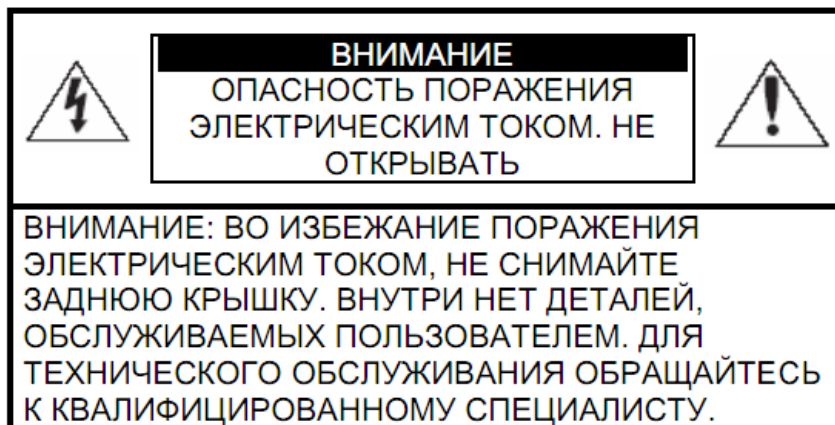 ВНИМАНИЕ
ОПАСНОСТЬ ПОРАЖЕНИЯ
ЭЛЕКТРИЧЕСКИМ ТОКОМ. НЕ
ОТКРЫВАТЬ
ВНИМАНИЕ: ВО ИЗБЕЖАНИЕ ПОРАЖЕНИЯ
ЭЛЕКТРИЧЕСКИМ ТОКОМ, НЕ СНИМАЙТЕ
ЗАДНЮЮ КРЫШКУ. ВНУТРИ НЕТ ДЕТАЛЕЙ,
ОБСЛУЖИВАЕМЫХ ПОЛЬЗОВАТЕЛЕМ. ДЛЯ
ТЕХНИЧЕСКОГО ОБСЛУЖИВАНИЯ ОБРАЩАЙТЕСЬ
К КВАЛИФИЦИРОВАННОМУ СПЕЦИАЛИСТУ.